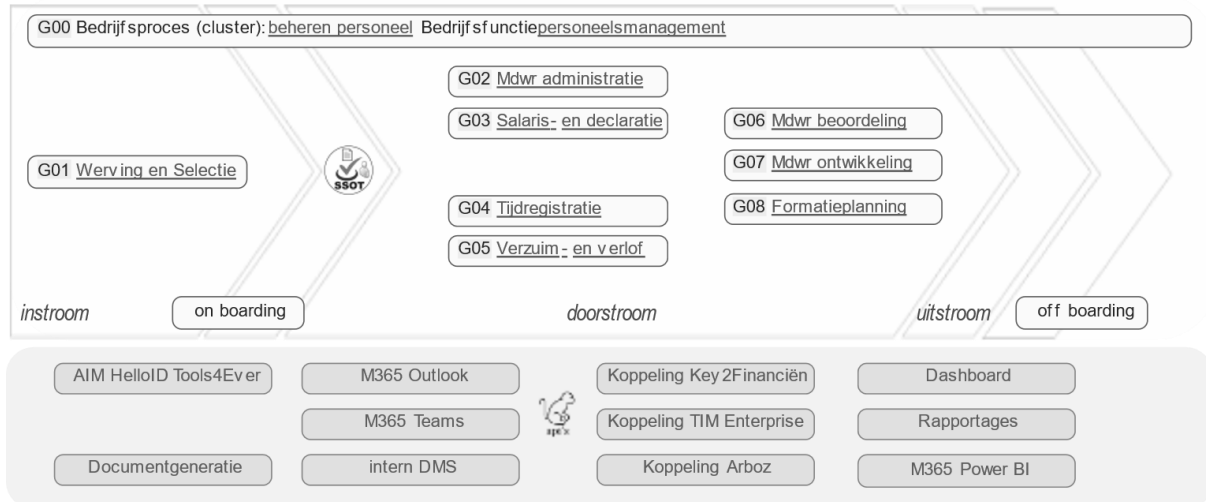 G00 Bedrijfsproces (cluster): beheren personeel Bedrijfsfunctie personeelsmanagement
G02 Mdwr administratie
G03 Salaris- en declaratie
G06 Mdwr beoordeling
G01 Werving en Selectie
SSOT
G07 Mdwr ontwikkeling
G04 Tijdregistratie
G08 Formatieplanning
G05 Verzuim- en verlof
instroom
on boarding
doorstroom
uitstroom
off boarding
AIM HelloID Tools4Ever
M365 Outlook
Koppeling Key2Financiën
Dashboard
M365 Teams
Koppeling TIM Enterprise
Rapportages
Documentgeneratie
intern DMS
Koppeling Arboz
M365 Power BI